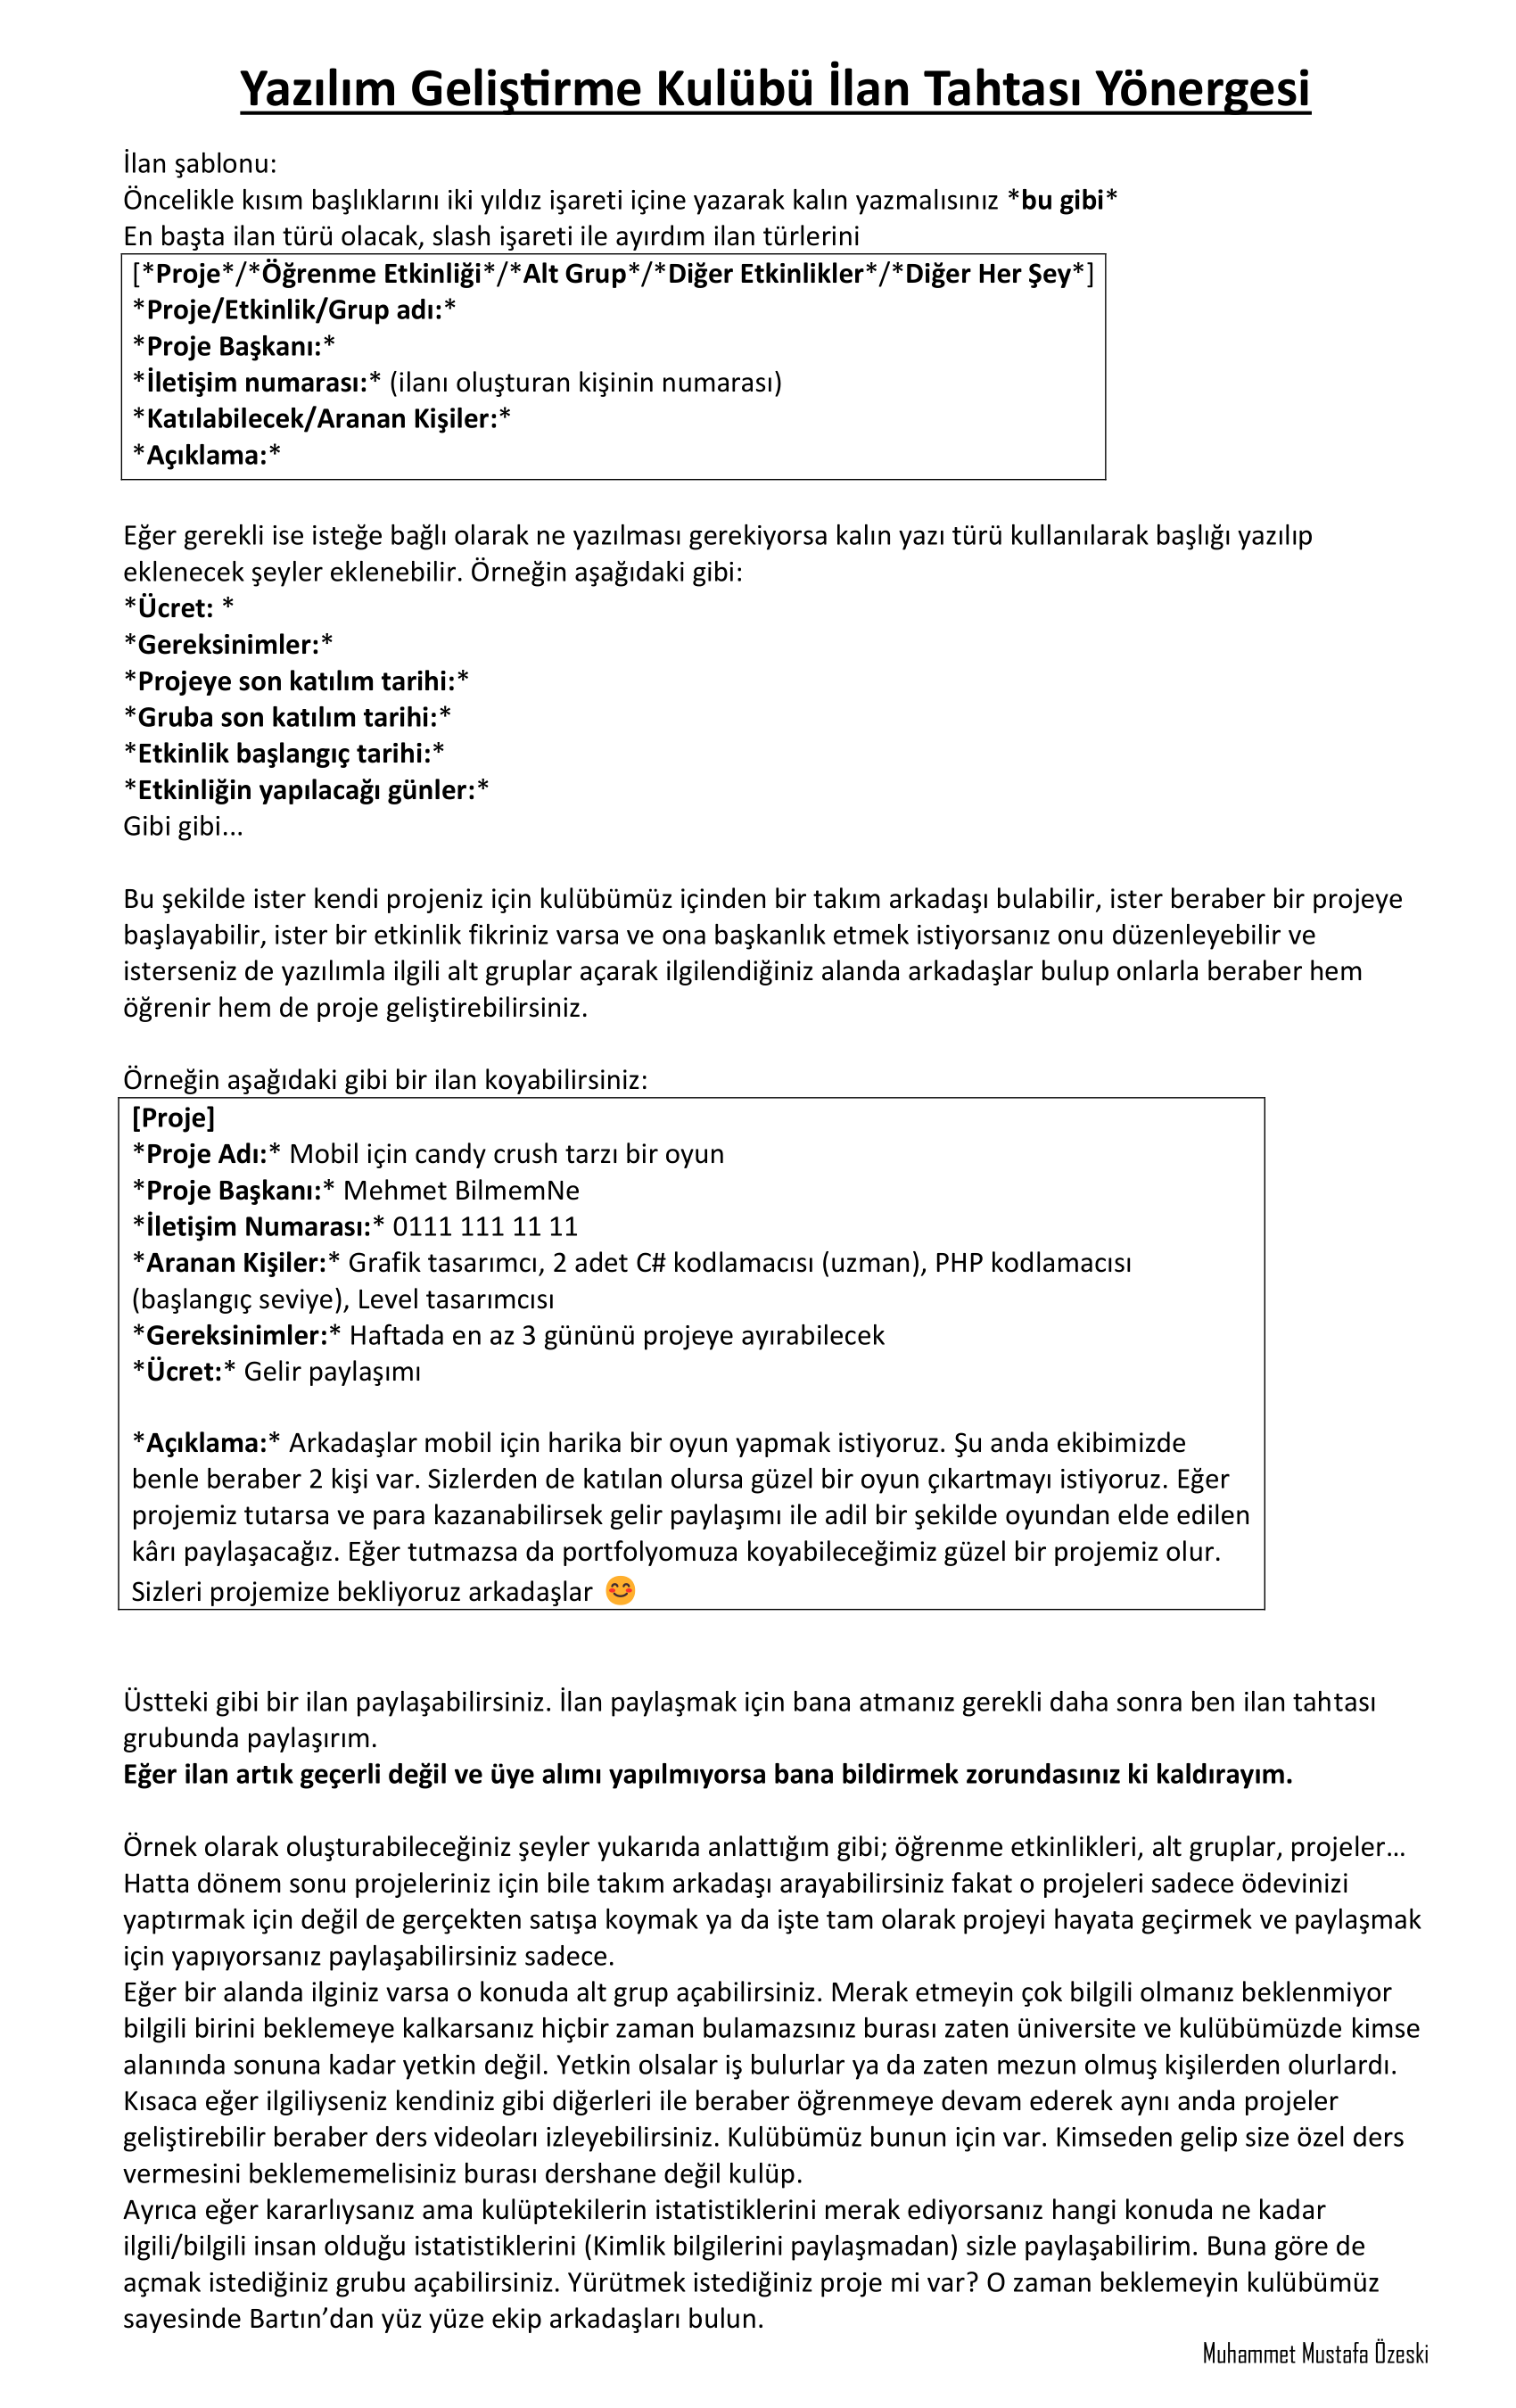 Yazılım Geliştirme Kulübü İlan Tahtası Yönergesi
İlan şablonu:
Öncelikle kısım başlıklarını iki yıldız işareti içine yazarak kalın yazmalısınız *bu gibi*
En başta ilan türü olacak, slash işareti ile ayırdım ilan türlerini
[*Proje*/*Öğrenme Etkinliği*/*Alt Grup*/*Diğer Etkinlikler*/*Diğer Her Şey*]
*Proje/Etkinlik/Grup adı:*
*Proje Başkanı:*
*İletişim numarası:* (ilanı oluşturan kişinin numarası)
*Katılabilecek/Aranan Kişiler:*
*Açıklama:*
Eğer gerekli ise isteğe bağlı olarak ne yazılması gerekiyorsa kalın yazı türü kullanılarak başlığı yazılıp
eklenecek şeyler eklenebilir. Örneğin aşağıdaki gibi:
*Ücret: *
*Gereksinimler:*
*Projeye son katılım tarihi:*
*Gruba son katılım tarihi:*
*Etkinlik başlangıç tarihi:*
*Etkinliğin yapılacağı günler:*
Gibi gibi...
Bu şekilde ister kendi projeniz için kulübümüz içinden bir takım arkadaşı bulabilir, ister beraber bir projeye
başlayabilir, ister bir etkinlik fikriniz varsa ve ona başkanlık etmek istiyorsanız onu düzenleyebilir ve
isterseniz de yazılımla ilgili alt gruplar açarak ilgilendiğiniz alanda arkadaşlar bulup onlarla beraber hem
öğrenir hem de proje geliştirebilirsiniz.
Örneğin aşağıdaki gibi bir ilan koyabilirsiniz:
[Proje]
*Proje Adı:* Mobil için candy crush tarzı bir oyun
*Proje Başkanı:* Mehmet BilmemNe
*İletişim Numarası:* 0111 111 11 11
*Aranan Kişiler:* Grafik tasarımcı, 2 adet C# kodlamacısı (uzman), PHP kodlamacısı
(başlangıç seviye), Level tasarımcısı
*Gereksinimler:* Haftada en az 3 gününü projeye ayırabilecek
*Ücret:* Gelir paylaşımı
*Açıklama:* Arkadaşlar mobil için harika bir oyun yapmak istiyoruz. Şu anda ekibimizde
benle beraber 2 kişi var. Sizlerden de katılan olursa güzel bir oyun çıkartmayı istiyoruz. Eğer
projemiz tutarsa ve para kazanabilirsek gelir paylaşımı ile adil bir şekilde oyundan elde edilen
kârı paylaşacağız. Eğer tutmazsa da portfolyomuza koyabileceğimiz güzel bir projemiz olur.
Sizleri projemize bekliyoruz arkadaşlar 😊
Üstteki gibi bir ilan paylaşabilirsiniz. İlan paylaşmak için bana atmanız gerekli daha sonra ben ilan tahtası
grubunda paylaşırım.
Eğer ilan artık geçerli değil ve üye alımı yapılmıyorsa bana bildirmek zorundasınız ki kaldırayım.
Örnek olarak oluşturabileceğiniz şeyler yukarıda anlattığım gibi; öğrenme etkinlikleri, alt gruplar, projeler...
Hatta dönem sonu projeleriniz için bile takım arkadaşı arayabilirsiniz fakat o projeleri sadece ödevinizi
yaptırmak için değil de gerçekten satışa koymak ya da işte tam olarak projeyi hayata geçirmek ve paylaşmak
için yapıyorsanız paylaşabilirsiniz sadece.
Eğer bir alanda ilginiz varsa o konuda alt grup açabilirsiniz. Merak etmeyin çok bilgili olmanız beklenmiyor
bilgili birini beklemeye kalkarsanız hiçbir zaman bulamazsınız burası zaten üniversite ve kulübümüzde kimse
alanında sonuna kadar yetkin değil. Yetkin olsalar iş bulurlar ya da zaten mezun olmuş kişilerden olurlardı.
Kısaca eğer ilgiliyseniz kendiniz gibi diğerleri ile beraber öğrenmeye devam ederek aynı anda projeler
geliştirebilir beraber ders videoları izleyebilirsiniz. Kulübümüz bunun için var. Kimseden gelip size özel ders
vermesini beklememelisiniz burası dershane değil kulüp.
Ayrıca eğer kararlıysanız ama kulüptekilerin istatistiklerini merak ediyorsanız hangi konuda ne kadar
ilgili/bilgili insan olduğu istatistiklerini (Kimlik bilgilerini paylaşmadan) sizle paylaşabilirim. Buna göre de
açmak istediğiniz grubu açabilirsiniz. Yürütmek istediğiniz proje mi var? O zaman beklemeyin kulübümüz
sayesinde Bartın’dan yüz yüze ekip arkadaşları bulun.
Muhammet Mustafa Özeski